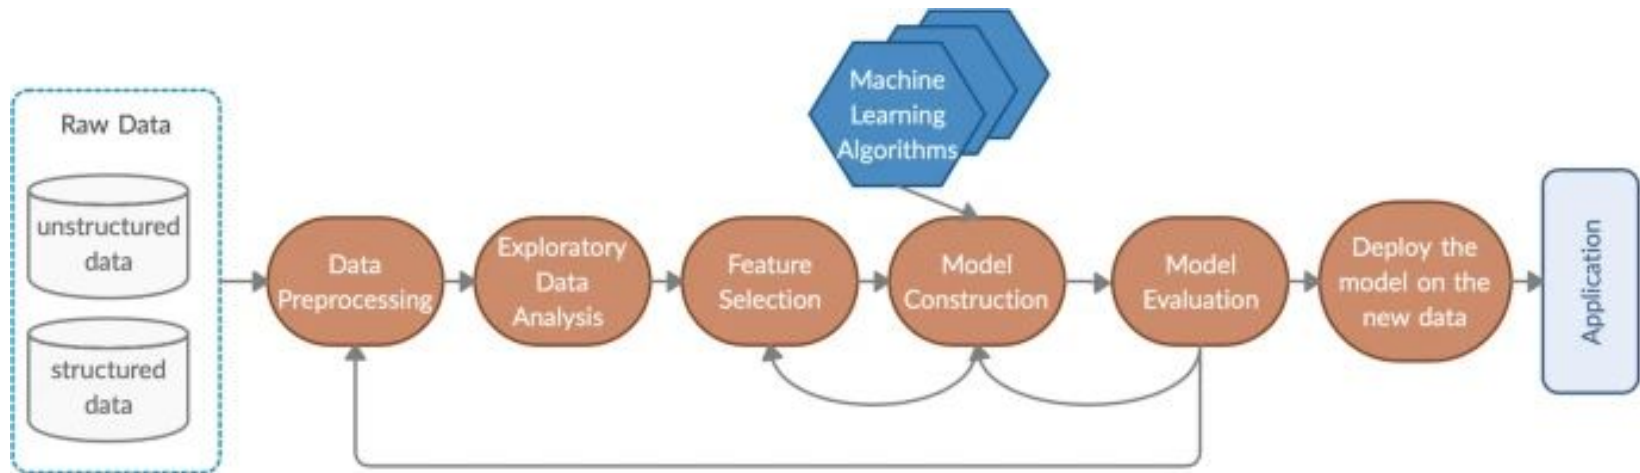 Machine
Learning
Algorithms
Raw Data
unstructured
data
structured
data
Data
Preprocessing
Exploratory
Data
Analysis
Feature
Selection
Model
Construction
Model
Evaluation
Deploy the
model on the
new data
Application